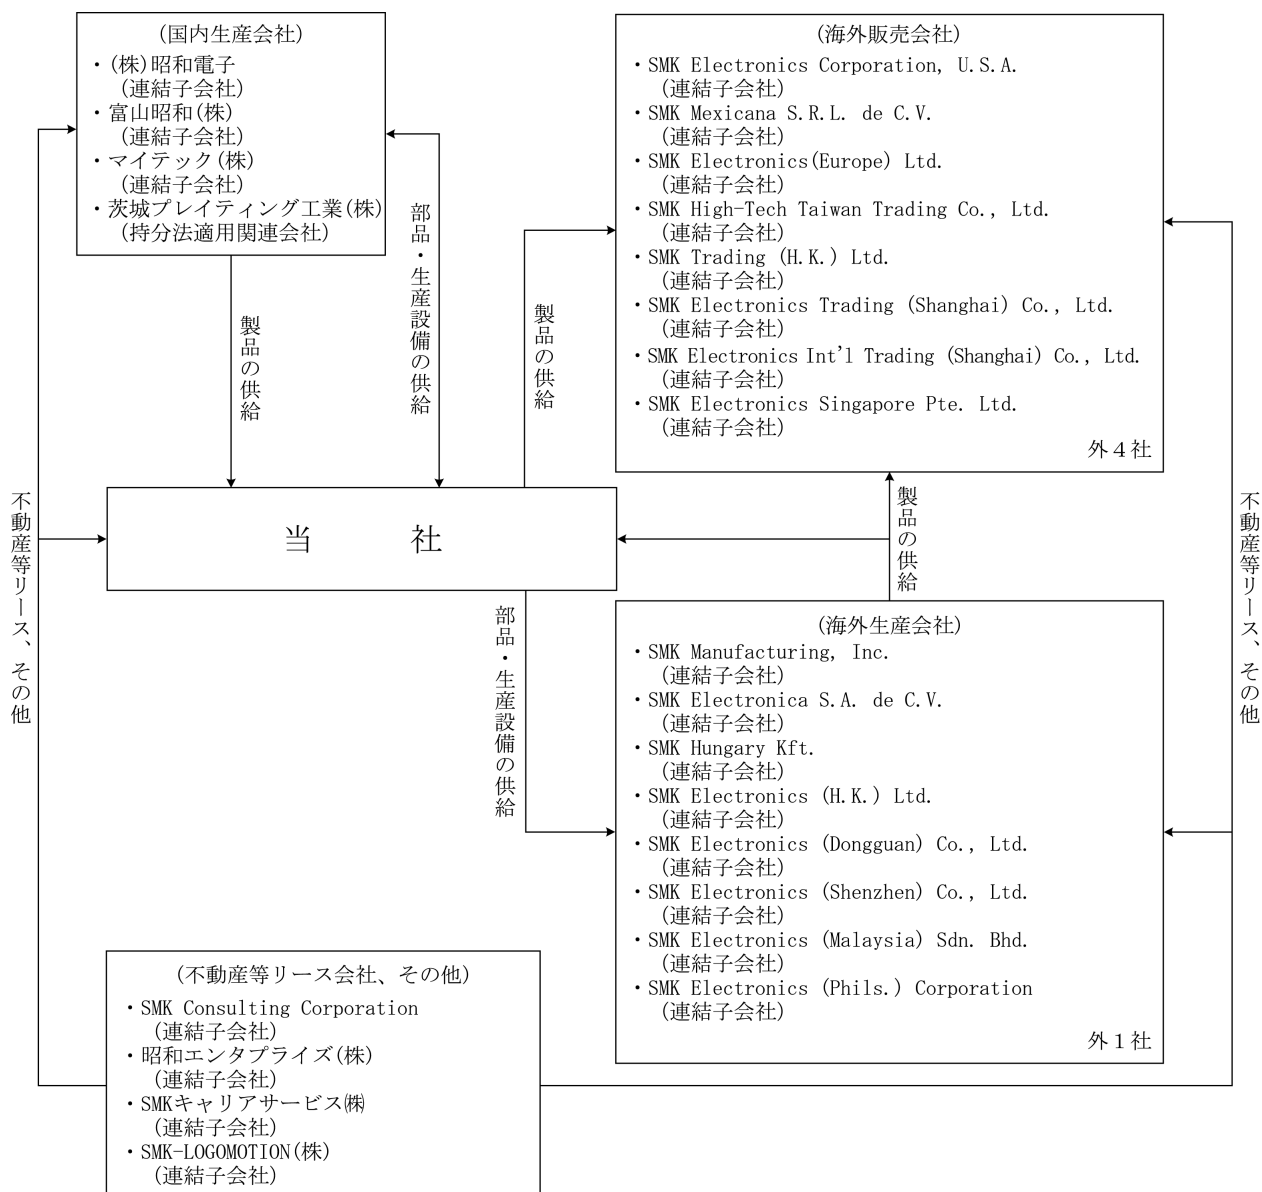 (国内生産会社)
・(株)昭和電子
(連結子会社)
・富山昭和(株)
(連結子会社)
・マイテック(株)
(連結子会社)
・茨城プレイティング工業(株)
(持分法適用関連会社)
(海外販売会社)
・SMK Electronics Corporation, U.S.A.
(連結子会社)
・SMK Mexicana S.R.L. de C.V.
(連結子会社)
・SMK Electronics(Europe) Ltd.
(連結子会社)
・SMK High-Tech Taiwan Trading Co., Ltd.
(連結子会社)
・SMK Trading (H.K.) Ltd.
(連結子会社)
・SMK Electronics Trading (Shanghai) Co., Ltd.
(連結子会社)
・SMK Electronics Int'l Trading (Shanghai) Co., Ltd.
(連結子会社)
・SMK Electronics Singapore Pte. Ltd.
(連結子会社)
外4社
製品の供給
部品・生産設備の供給
製品の供給
当社
製品の供給
不動産等リース、その他
不動産等リース、その他
部品・生産設備の供給
(海外生産会社)
・SMK Manufacturing, Inc.
(連結子会社)
・SMK Electronica S.A. de C.V.
(連結子会社)
・SMK Hungary Kft.
(連結子会社)
・SMK Electronics (H.K.) Ltd.
(連結子会社)
・SMK Electronics (Dongguan) Co., Ltd.
(連結子会社)
・SMK Electronics (Shenzhen) Co., Ltd.
(連結子会社)
・SMK Electronics (Malaysia) Sdn. Bhd.
(連結子会社)
・SMK Electronics (Phils.) Corporation
(連結子会社)
外1社
(不動産等リース会社、その他)
・SMK Consulting Corporation
(連結子会社)
・昭和エンタプライズ(株)
(連結子会社)
・SMKキャリアサービス㈱
(連結子会社)
・SMK-LOGOMOTION(株)
(連結子会社)